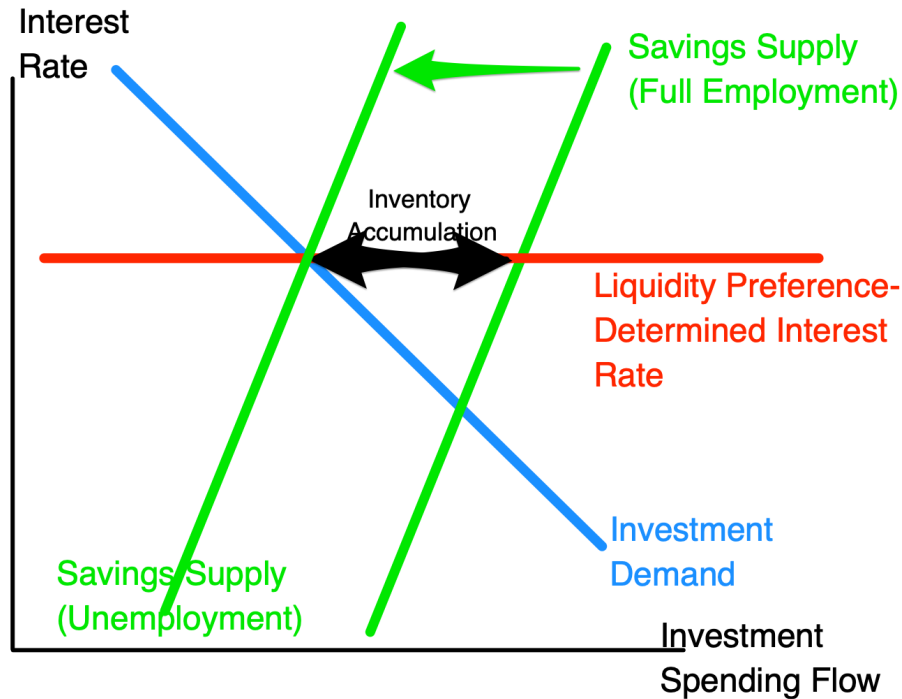 Interest
Rate
Savings Supply
(Full Employment)
Inventory
Accumulation
Liquidity Preference-
Determined Interest
Rate
Investment
Demand
Savings Supply
(Unemployment)
Investment
Spending Flow